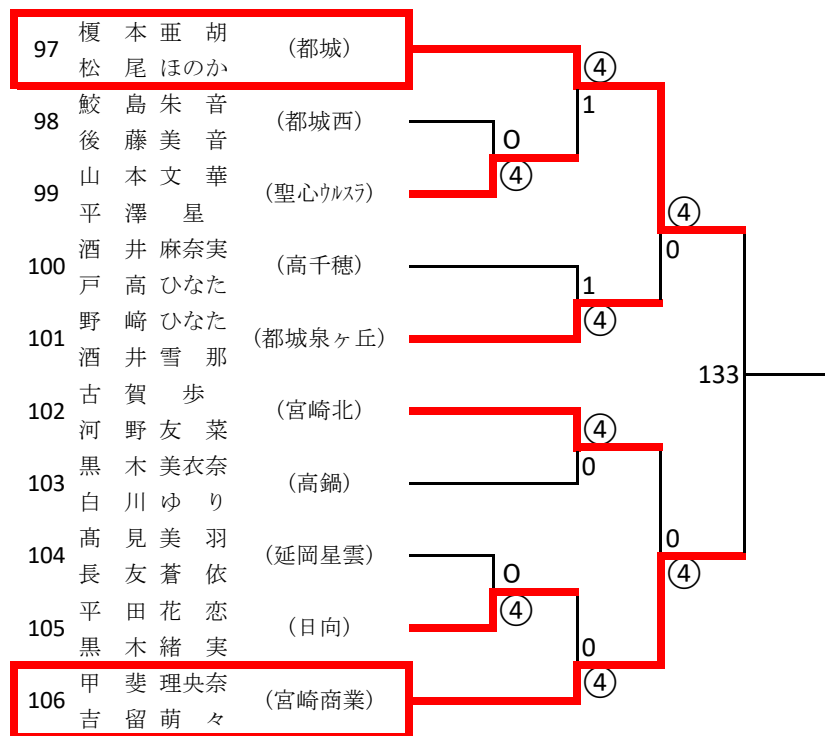 97 榎 本 亜 胡 (都城)
松 尾 ほのか
④
98 鮫 島 朱 音 (都城西)
後 藤 美 音
1
0
99 山 本 文 華 (聖心ｳﾙｽﾗ)
平 澤 星
④
④
100 酒 井 麻奈実 (高千穂)
戸 高 ひなた
0
1
101 野 﨑 ひなた (都城泉ヶ丘)
酒 井 雪 那
④
133
102 古 賀 歩 (宮崎北)
河 野 友 菜
④
103 黒 木 美衣奈 (高鍋)
白 川 ゆ り
0
104 髙 見 美 羽 (延岡星雲)
長 友 蒼 依
0
④
0
105 平 田 花 恋 (日向)
黒 木 緒 実
④
0
106 甲 斐 理央奈 (宮崎商業)
吉 留 萌 々
④